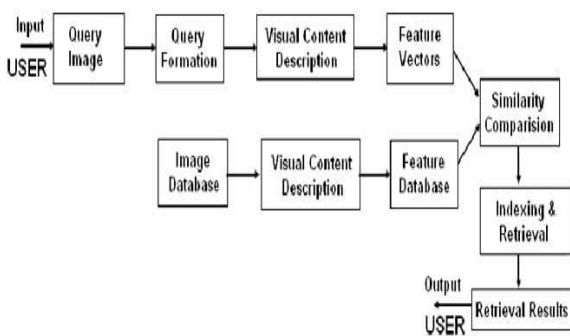 Input
USER
Query
Image
Query
Formation
Visual Content
Description
Feature
Vectors
Similarity
Comparision
Image
Database
Visual Content
Description
Feature
Database
Indexing &
Retrieval
Retrieval Results
Output
USER